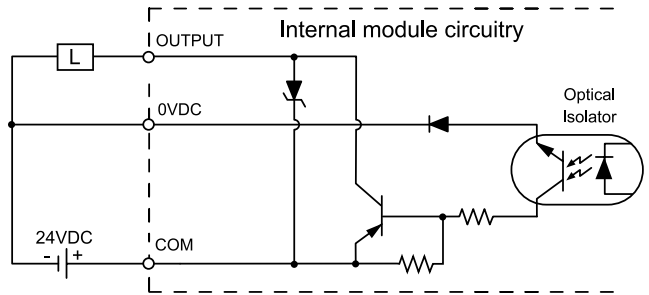 Internal module circuitry
OUTPUT
L
0VDC
Optical
Isolator
24VDC
- +
COM